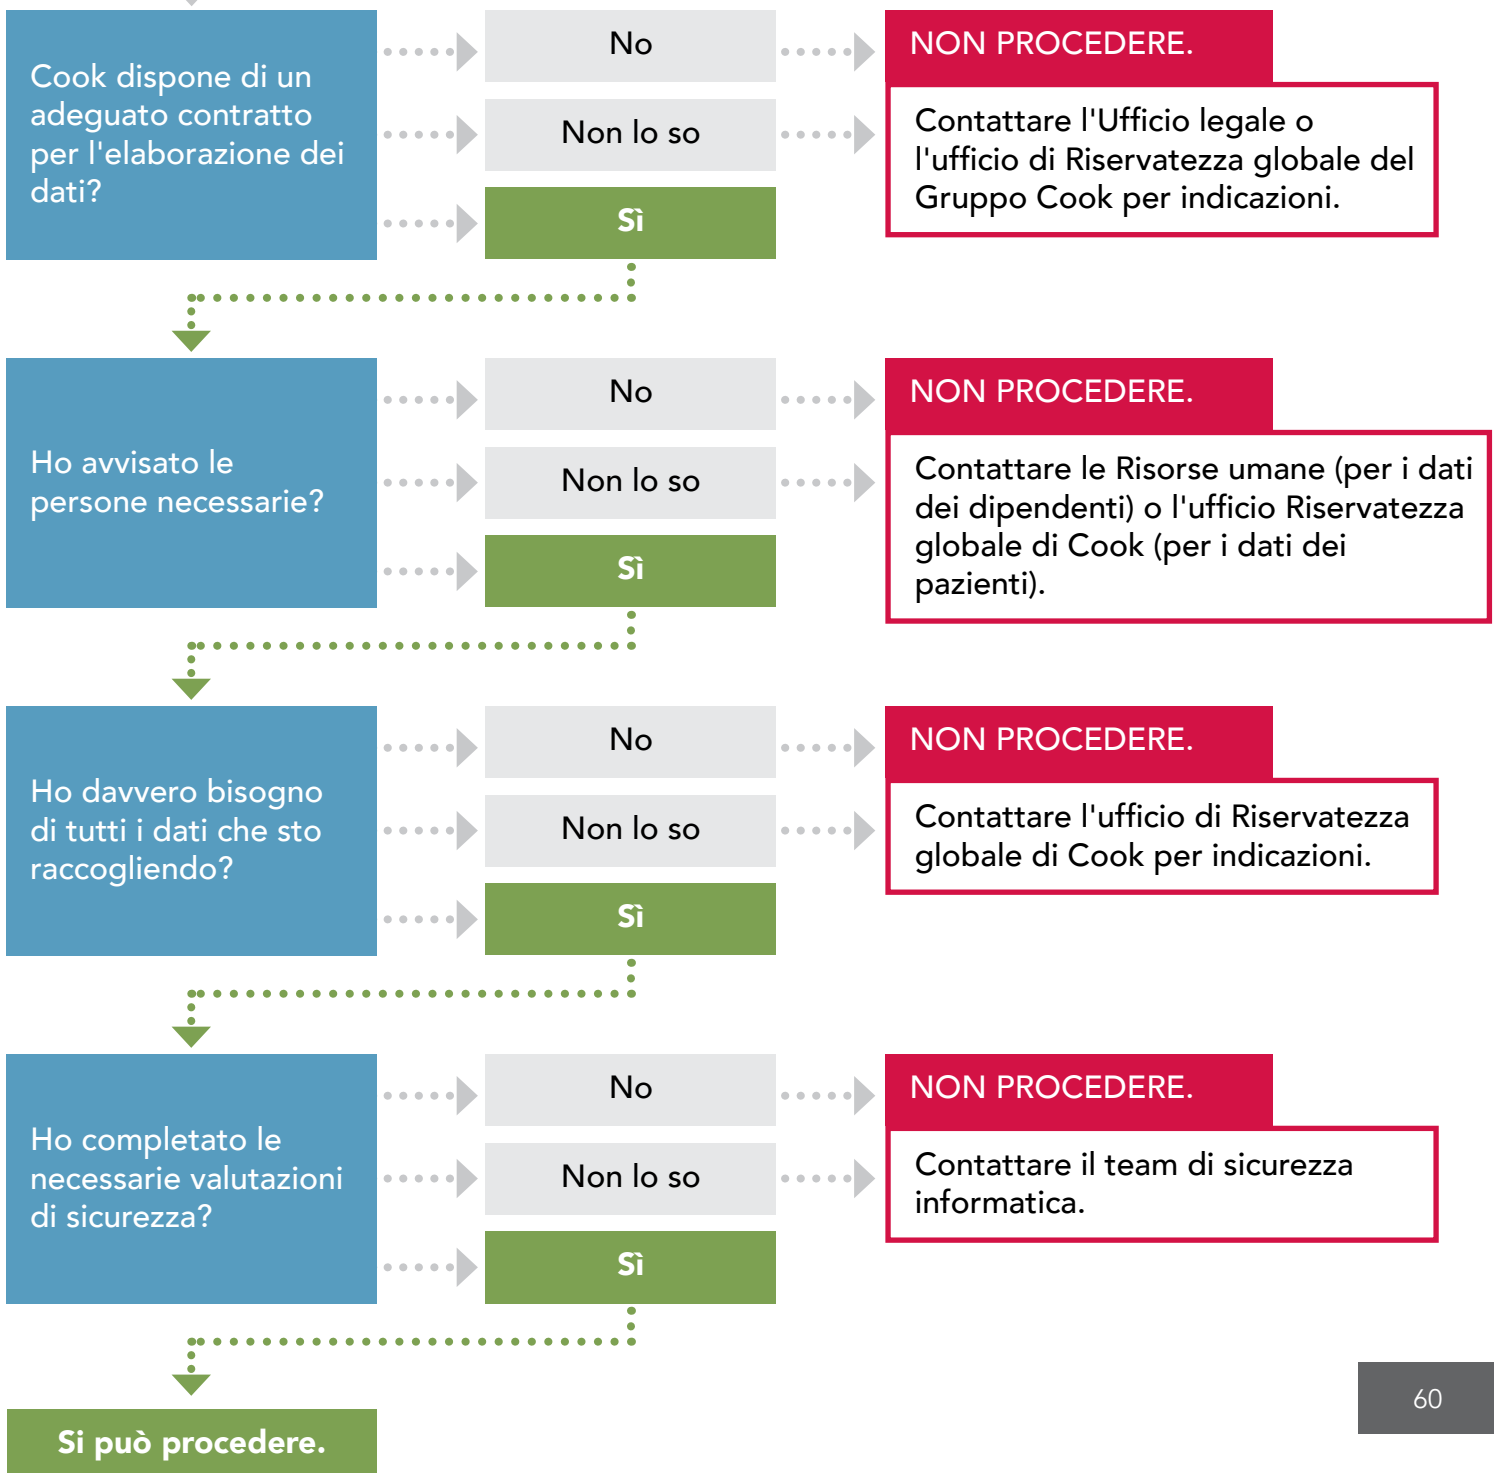 Cook dispone di un
adeguato contratto
per l'elaborazione dei
dati?
No
Non lo so
Sì
NON PROCEDERE.
Contattare l'Ufficio legale o
l'ufficio di Riservatezza globale del
Gruppo Cook per indicazioni.
Ho avvisato le
persone necessarie?
No
Non lo so
Sì
NON PROCEDERE.
Contattare le Risorse umane (per i dati
dei dipendenti) o l'ufficio Riservatezza
globale di Cook (per i dati dei
pazienti).
Ho davvero bisogno
di tutti i dati che sto
raccogliendo?
No
Non lo so
Sì
NON PROCEDERE.
Contattare l'ufficio di Riservatezza
globale di Cook per indicazioni.
Ho completato le
necessarie valutazioni
di sicurezza?
No
Non lo so
Sì
NON PROCEDERE.
Contattare il team di sicurezza
informatica.
Si può procedere.
60